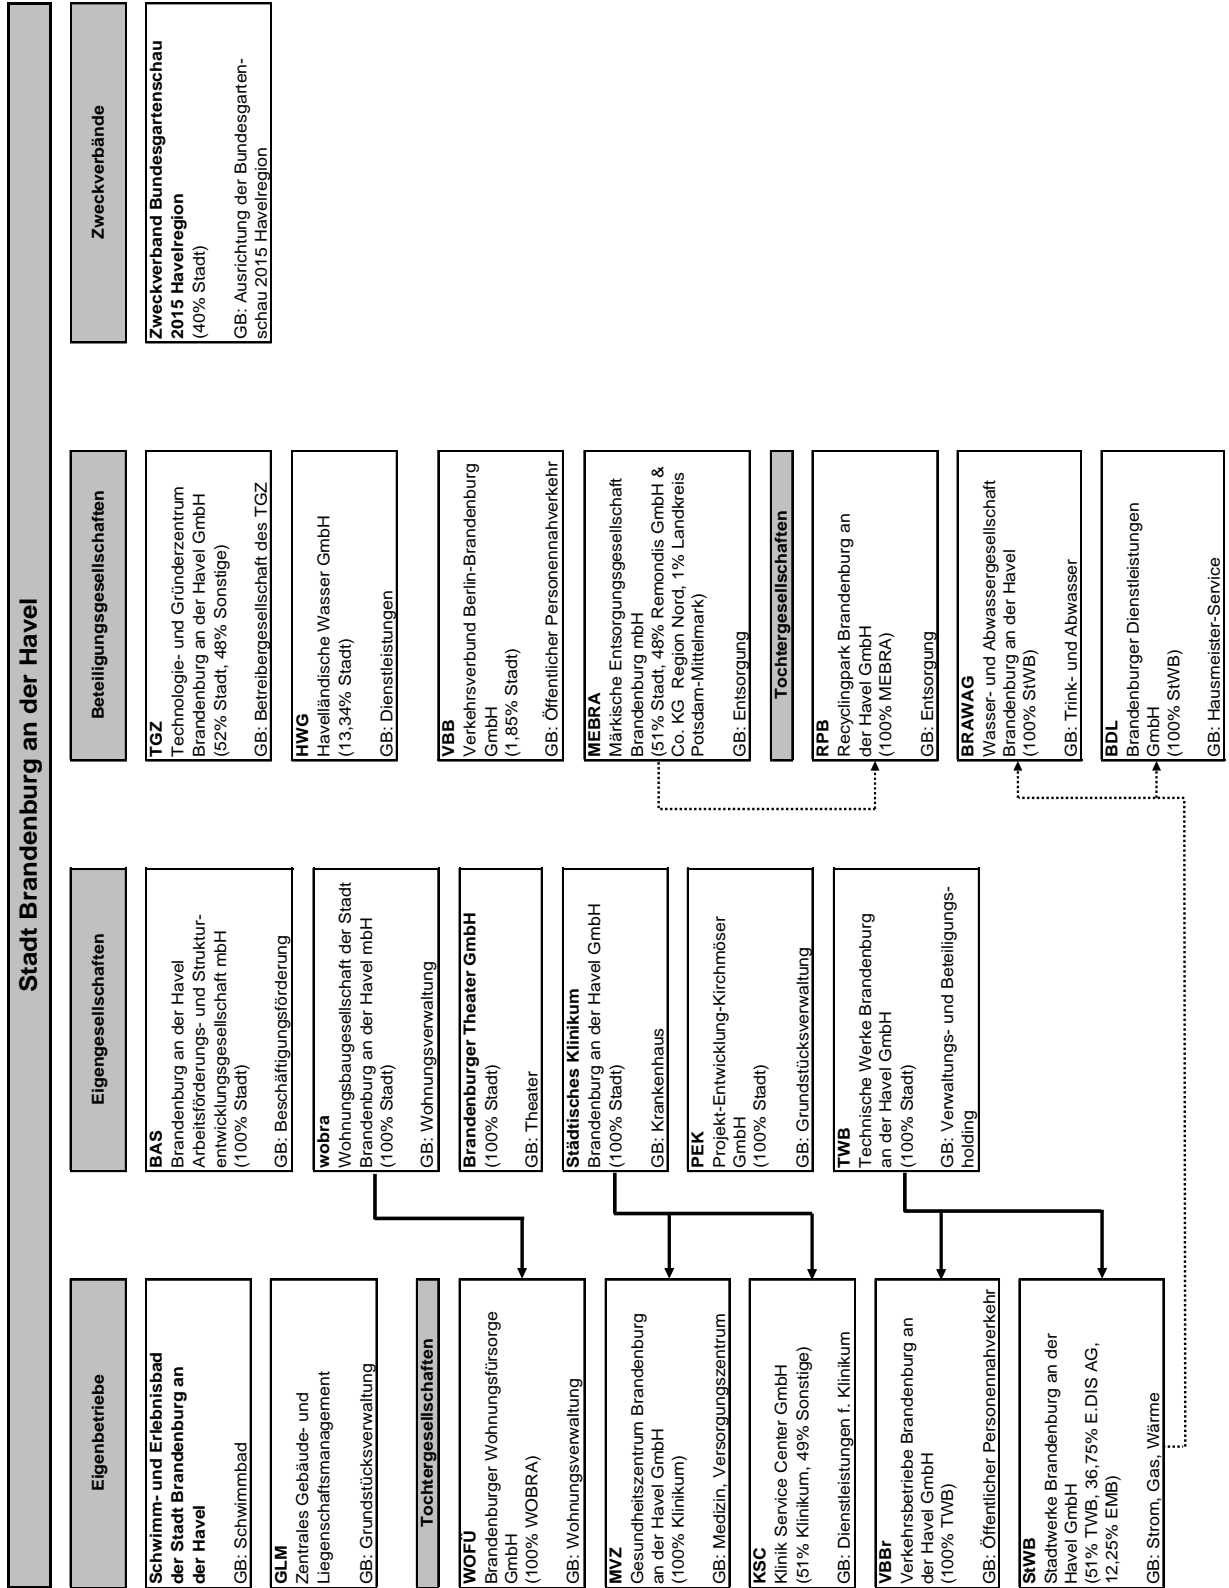 Stadt Brandenburg an der Havel
Eigenbetriebe
Schwimm- und Erlebnisbad
der Stadt Brandenburg an
der Havel
GB: Schwimmbad
GLM
Zentrales Gebäude- und
Liegenschaftsmanagement
GB: Grundstücksverwaltung
Tochtergesellschaften
WOFÜ
Brandenburger Wohnungsfürsorge
GmbH
(100% WOBRA)
GB: Wohnungsverwaltung
MVZ
Gesundheitszentrum Brandenburg
an der Havel GmbH
(100% Klinikum)
GB: Medizin, Versorgungszentrum
KSC
Klinik Service Center GmbH
(51% Klinikum, 49% Sonstige)
GB: Dienstleistungen f. Klinikum
VBBr
Verkehrsbetriebe Brandenburg an
der Havel GmbH
(100% TWB)
GB: Öffentlicher Personennahverkehr
StWB
Stadtwerke Brandenburg an der
Havel GmbH
(51% TWB, 36,75% E.DIS AG,
12,25% EMB)
GB: Strom, Gas, Wärme
Eigengesellschaften
BAS
Brandenburg an der Havel
Arbeitsförderungs- und Struktur-
entwicklungsgesellschaft mbH
(100% Stadt)
GB: Beschäftigungsförderung
wobra
Wohnungsbaugesellschaft der Stadt
Brandenburg an der Havel mbH
(100% Stadt)
GB: Wohnungsverwaltung
Brandenburger Theater GmbH
(100% Stadt)
GB: Theater
Städtisches Klinikum
Brandenburg an der Havel GmbH
(100% Stadt)
GB: Krankenhaus
PEK
Projekt-Entwicklung-Kirchmöser
GmbH
(100% Stadt)
GB: Grundstücksverwaltung
TWB
Technische Werke Brandenburg
an der Havel GmbH
(100% Stadt)
GB: Verwaltungs- und Beteiligungs-
holding
Beteiligungsgesellschaften
TGZ
Technologie- und Gründerzentrum
Brandenburg an der Havel GmbH
(52% Stadt, 48% Sonstige)
GB: Betreibergesellschaft des TGZ
HWG
Havelländische Wasser GmbH
(13,34% Stadt)
GB: Dienstleistungen
VBB
Verkehrsverbund Berlin-Brandenburg
GmbH
(1,85% Stadt)
GB: Öffentlicher Personennahverkehr
MEBRA
Märkische Entsorgungsgesellschaft
Brandenburg mbH
(51% Stadt, 48% Remondis GmbH &
Co. KG Region Nord, 1% Landkreis
Potsdam-Mittelmark)
GB: Entsorgung
Tochtergesellschaften
RPB
Recyclingpark Brandenburg an
der Havel GmbH
(100% MEBRA)
GB: Entsorgung
BRAWAG
Wasser- und Abwassergesellschaft
Brandenburg an der Havel
(100% StWB)
GB: Trink- und Abwasser
BDL
Brandenburger Dienstleistungen
GmbH
(100% StWB)
GB: Hausmeister-Service
Zweckverbände
Zweckverband Bundesgartenschau
2015 Havelregion
(40% Stadt)
GB: Ausrichtung der Bundesgarten-
schau 2015 Havelregion